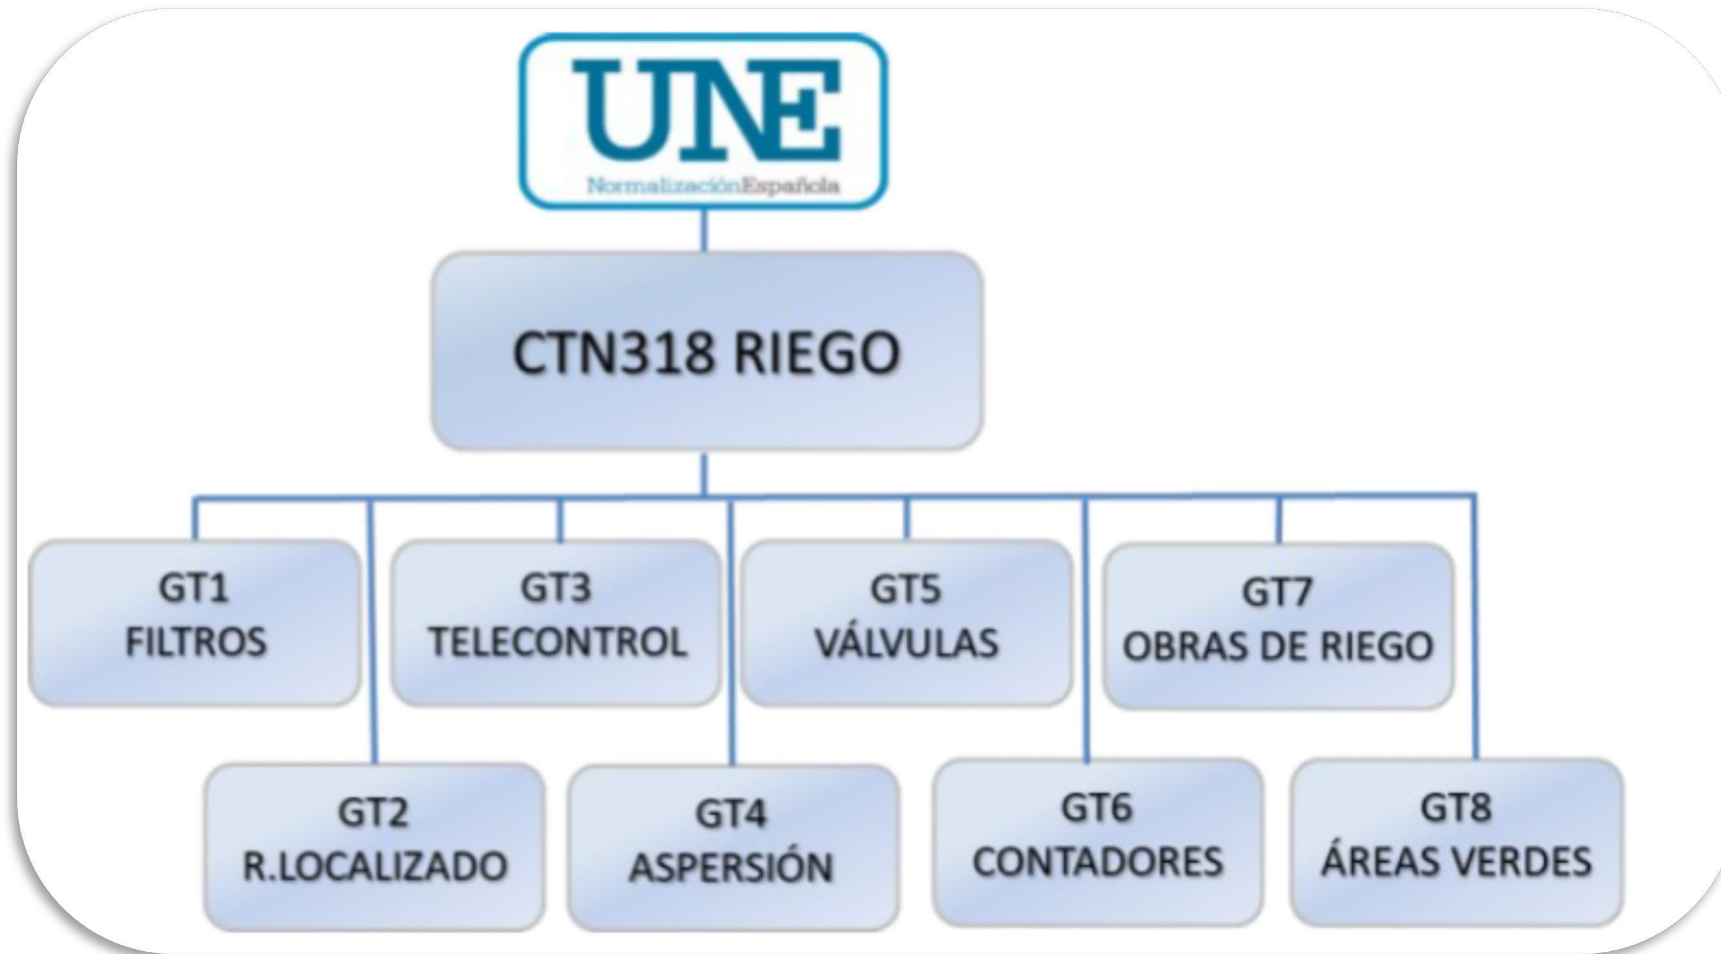 UNE
NormalizaciónEspañola
CTN318 RIEGO
GT1
FILTROS
GT3
TELECONTROL
GT5
VÁLVULAS
GT7
OBRAS DE RIEGO
GT2
R.LOCALIZADO
GT4
ASPERSIÓN
GT6
CONTADORES
GT8
ÁREAS VERDES